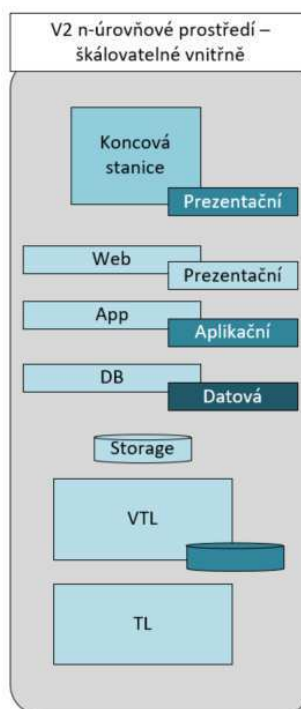 V2 n-úrovňové prostředí –
škálovatelné vnitřně
Koncová
stanice
Prezentační
Web
Prezentační
App
Aplikační
DB
Datová
Storage
VTL
TL